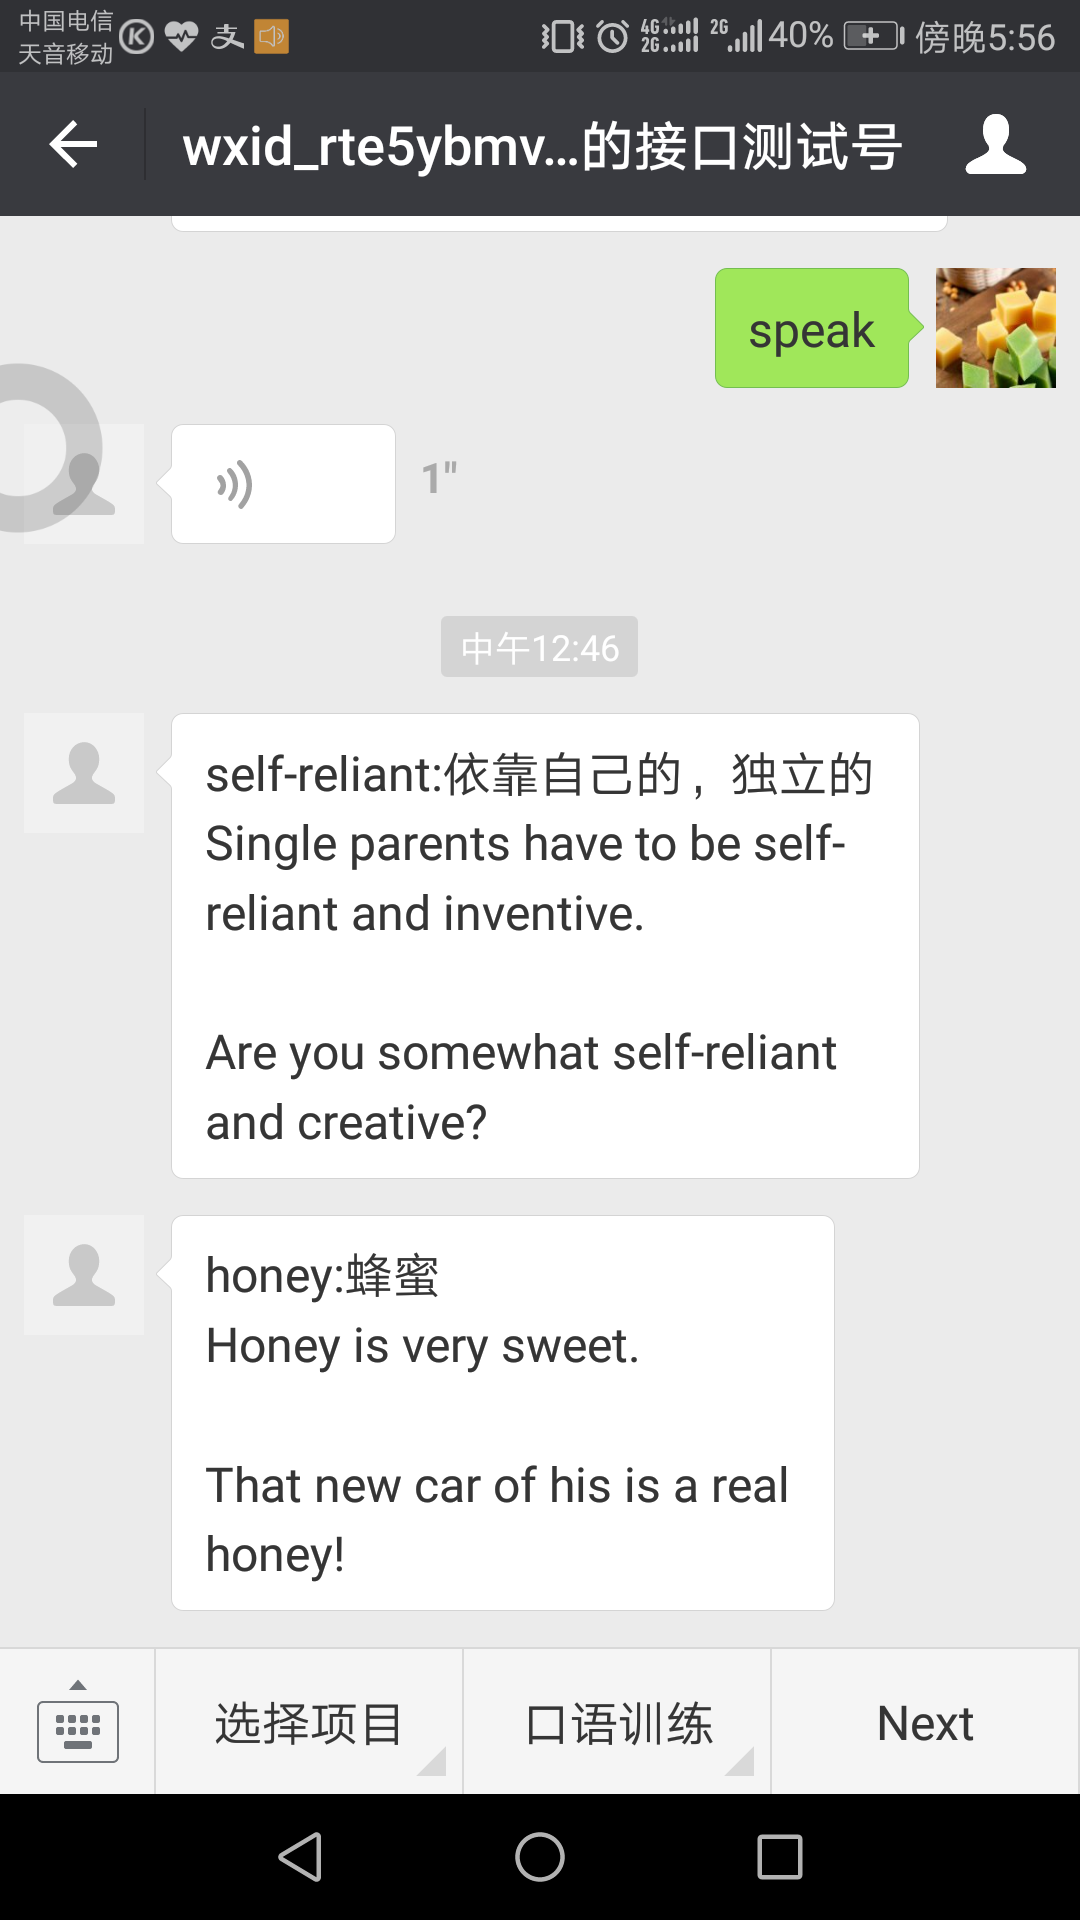 中国电信
天音移动
4G
2G
2G
40%
傍晚5:56
wxid_rte5ybmv...的接口测试号
speak
1"
中午12:46
self-reliant:依靠自己的，独立的
Single parents have to be self-
reliant and inventive.
Are you somewhat self-reliant
and creative?
honey:蜂蜜
Honey is very sweet.
That new car of his is a real
honey!
选择项目
口语训练
Next